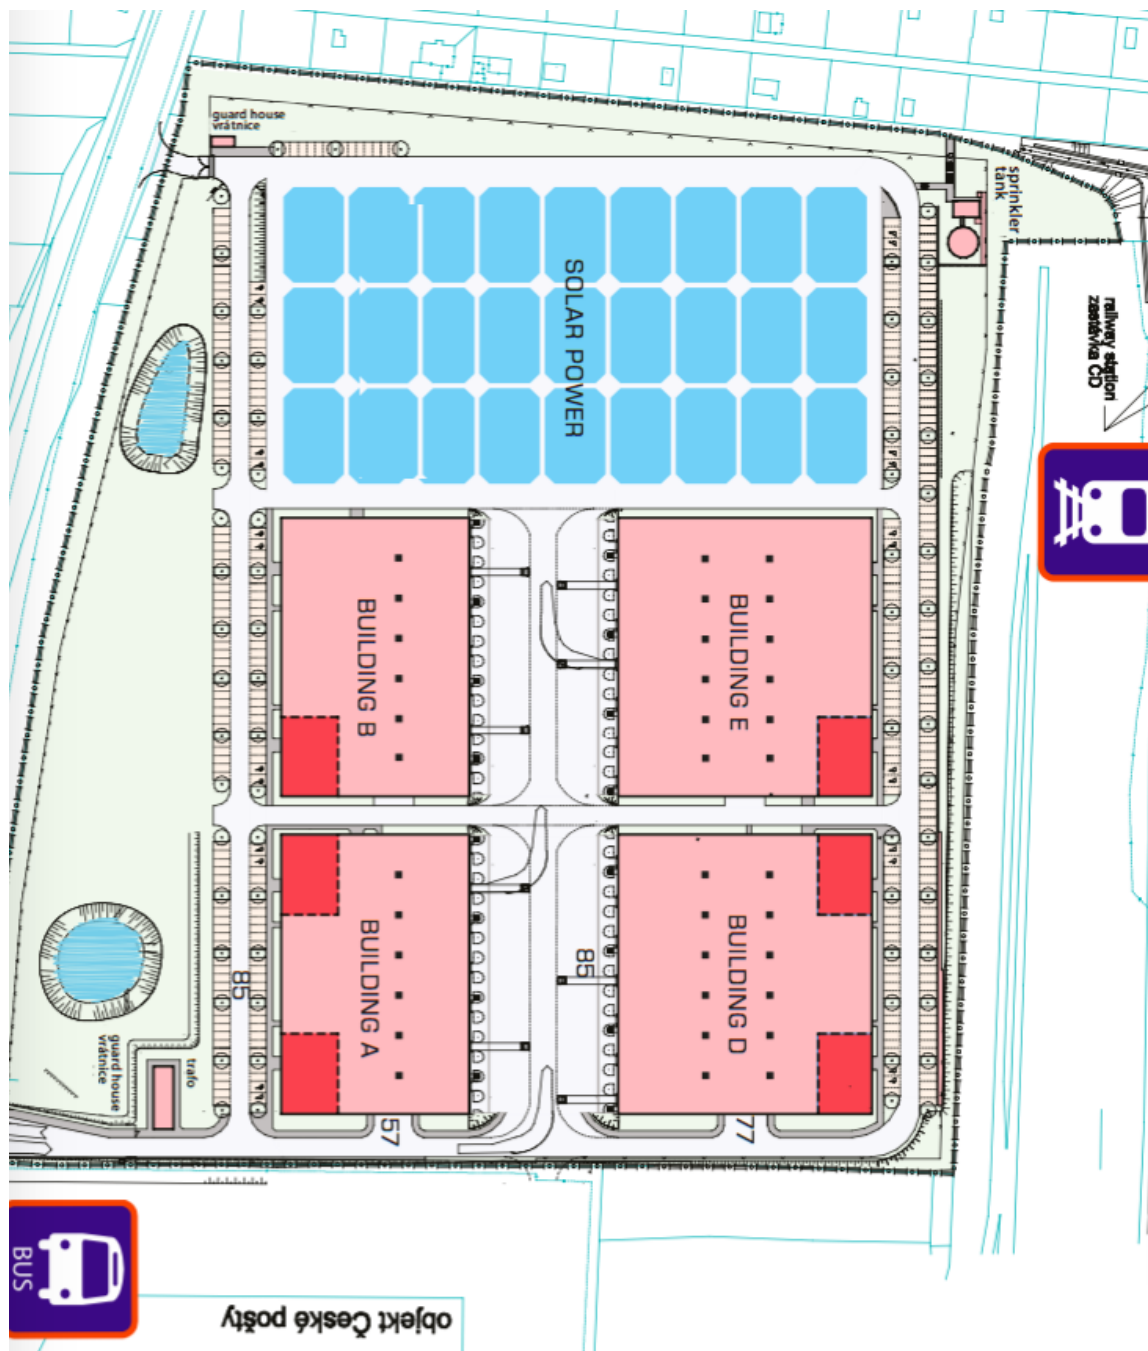 guard house
vrátnice
sprinkler
tank
SOLAR POWER
railway station
zastávka ČD
BUILDING B
BUILDING E
BUILDING A
BUILDING D
85
85
guard house
vrátnice
trafo
57
77
BUS
objekt České pošty